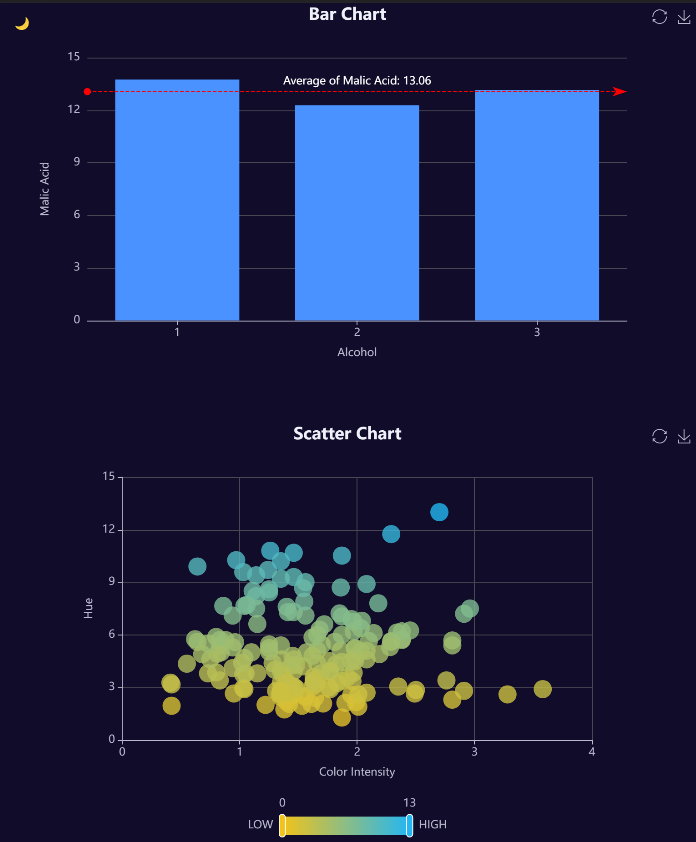 Bar Chart
15
Average of Malic Acid: 13.06
12
9
Malic Acid
6
3
0
1 2 3
Alcohol
Scatter Chart
15
12
9
Hue
6
3
0
0 1 2 3 4
Color Intensity
0 13
LOW HIGH